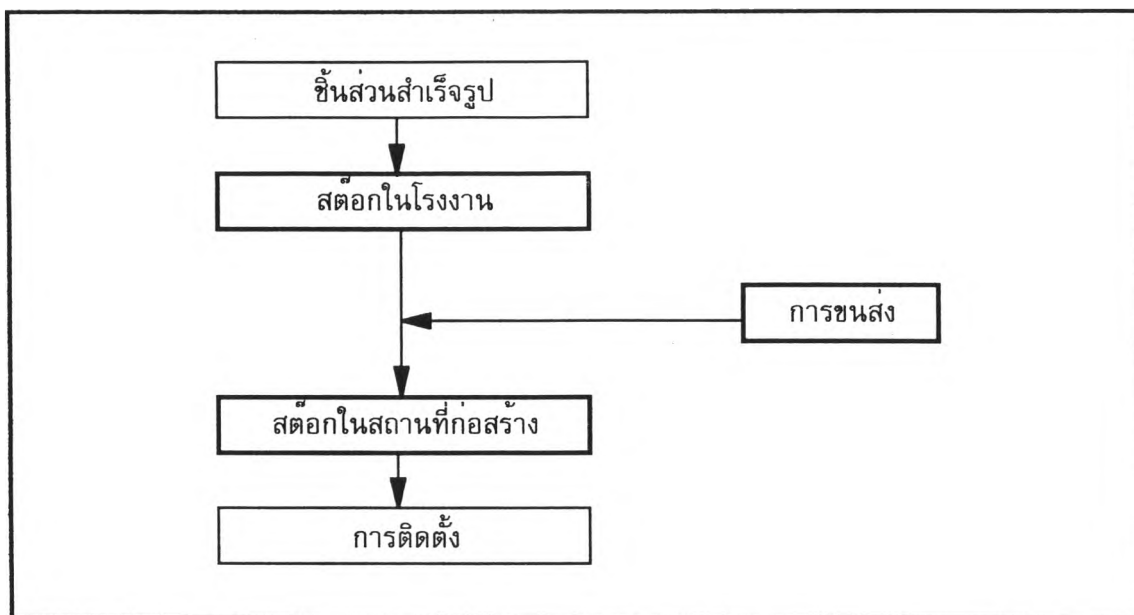 ชิ้นส่วนสำเร็จรูป
สต๊อกในโรงงาน
การขนส่ง
สต๊อกในสถานที่ก่อสร้าง
การติดตั้ง